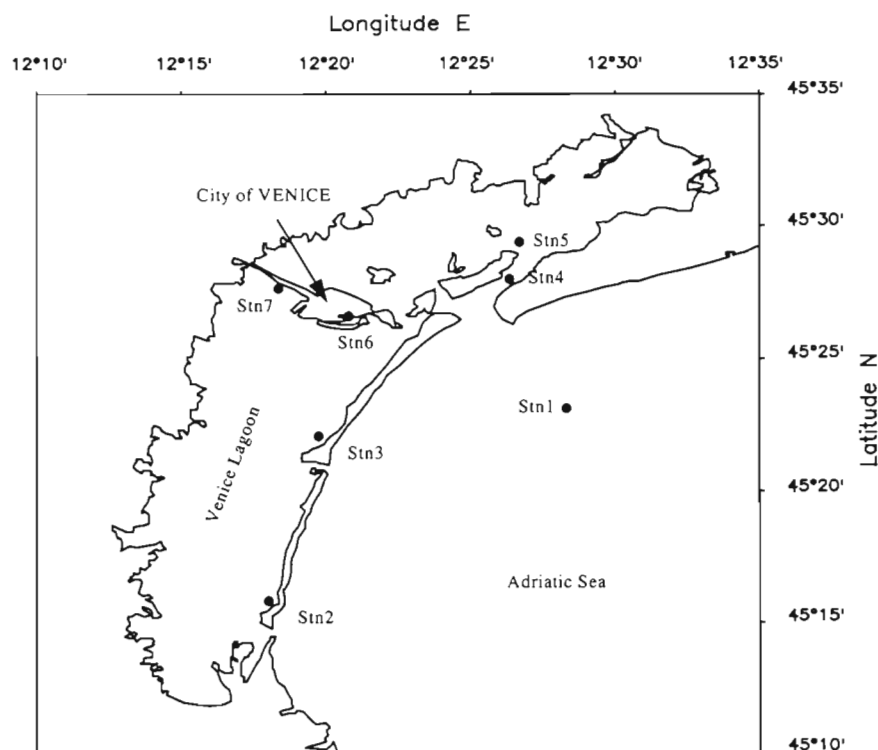 Longitude E
12°10' 12°15' 12°20' 12°25' 12°30' 12°35'
45°35'
City of VENICE
45°30'
Stn5
Stn4
Stn7
Stn6
45°25'
Stn1
Latitude N
Venice Lagoon
Stn3
45°20'
Adriatic Sea
Stn2
45°15'
45°10'